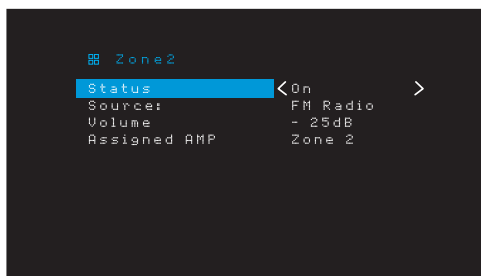 Zone2
Status On
Source: FM Radio
Volume - 25dB
Assigned AMP Zone 2